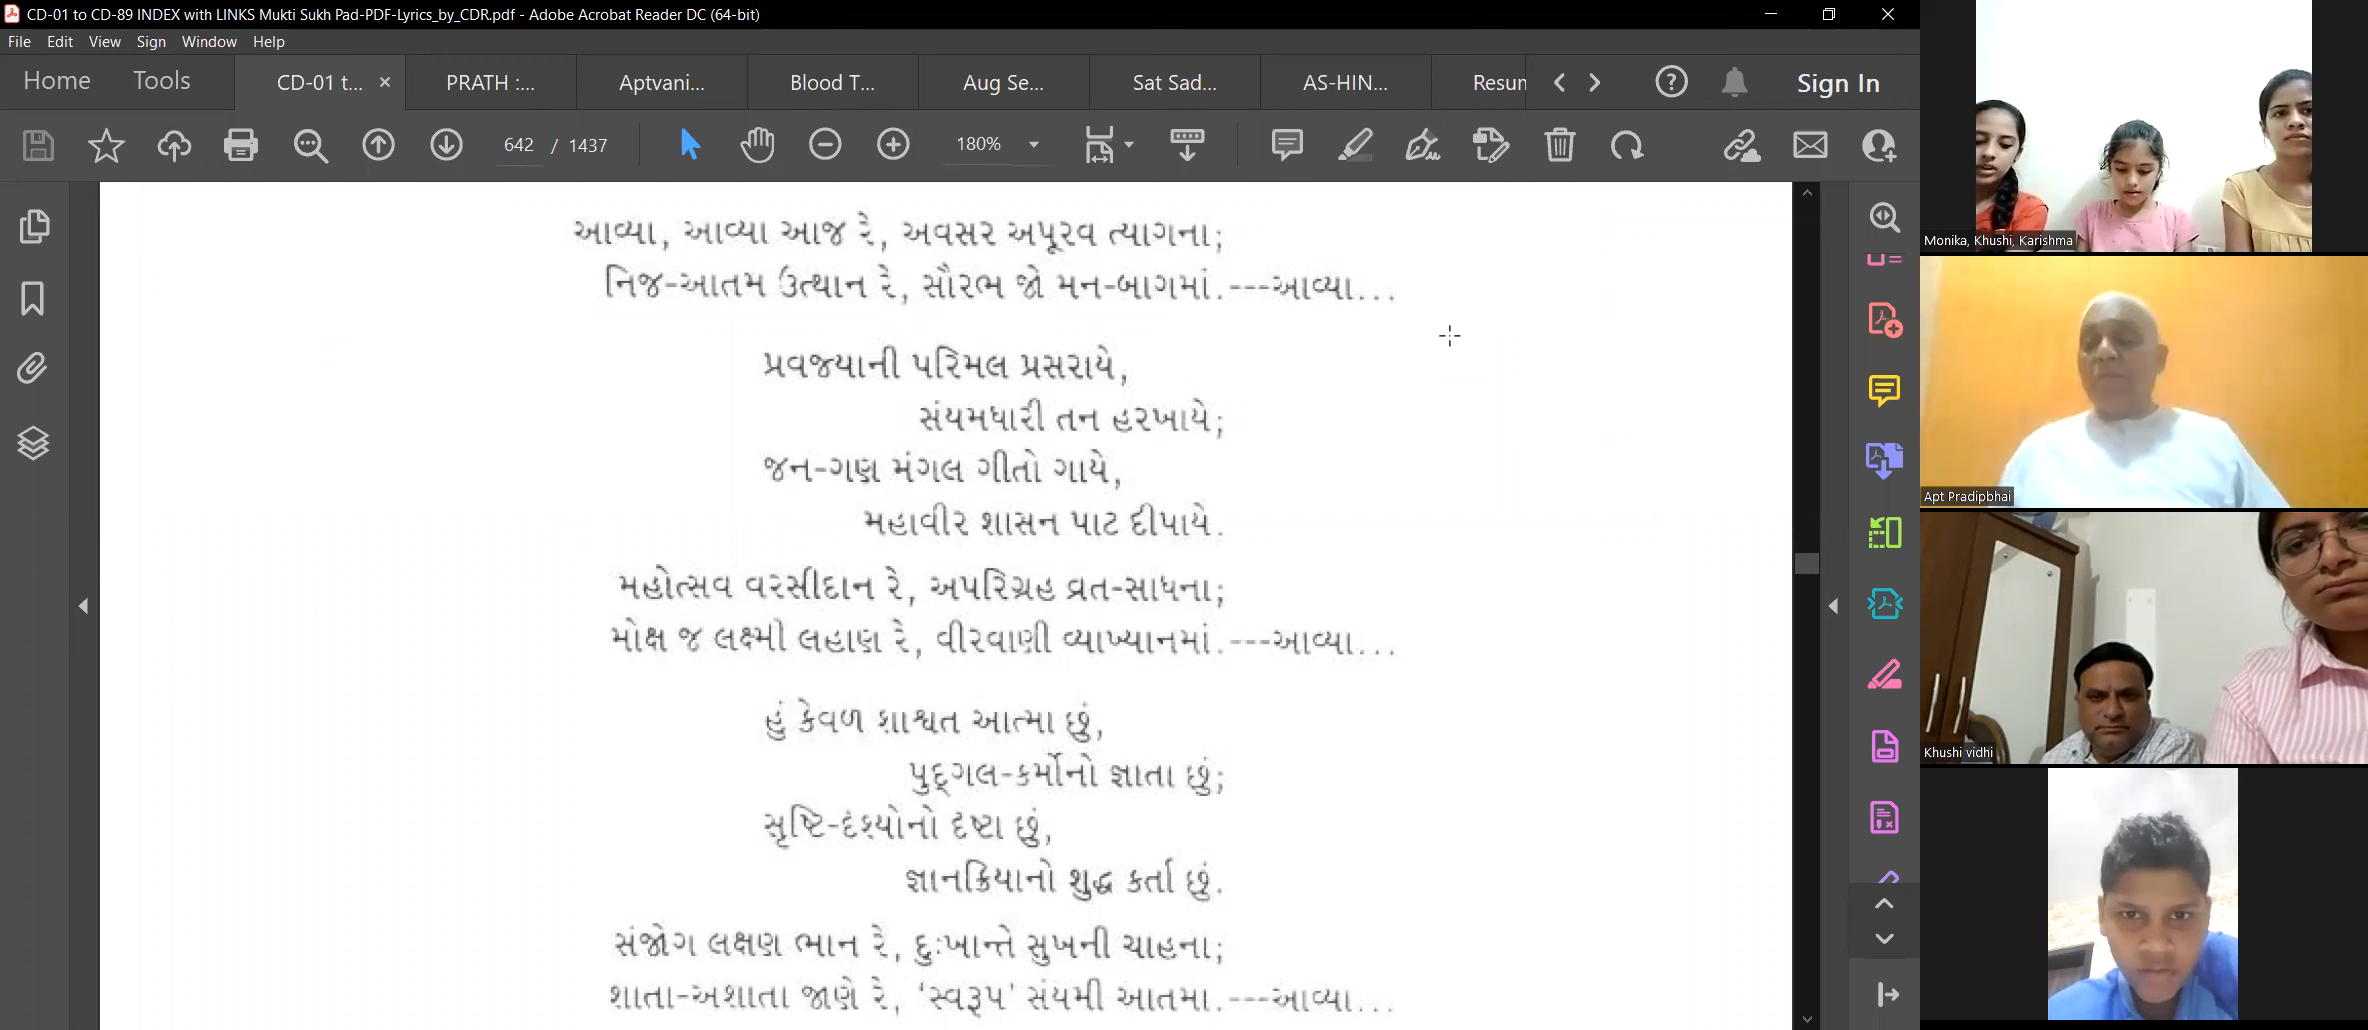 CD-01 to CD-89 INDEX with LINKS Mukti Sukh Pad-PDF-Lyrics_by_CDR.pdf - Adobe Acrobat Reader DC (64-bit)
File Edit View Sign Window Help
Home Tools CD-01 t... × PRATH :... Aptvani... Blood T... Aug Se... Sat Sad... AS-HIN... Resun Sign In
642 / 1437 180%
આવ્યા, આવ્યા આજ રે, અવસર અપૂરવ ત્યાગના;
નિજ-આતમ ઉત્થાન રે, સૌરભ જો મન-બાગમાં.---આવ્યા...
પ્રવજયાની પરિમલ પ્રસરાયે,
સંયમધારી તન હરખાયે;
જન-ગણ મંગલ ગીતો ગાયે,
મહાવીર શાસન પાટ દીપાયે.
મહોત્સવ વરસીદાન રે, અપરિગ્રહ વ્રત-સાધના;
મોક્ષ જ લક્ષ્મી લહાણ રે, વીરવાણી વ્યાખ્યાનમાં.---આવ્યા...
હું કેવળ શાશ્વત આત્મા છું,
પુદ્ગલ-કર્મોનો જ્ઞાતા છું;
સૃષ્ટિ-દૃશ્યોનો દૃષ્ટા છું,
જ્ઞાનક્રિયાનો શુદ્ધ કર્તા છું.
સંજોગ લક્ષણ ભાન રે, દુઃખાન્તે સુખની ચાહના;
શાતા-અશાતા જાણે રે, ‘સ્વરૂપ’ સંયમી આતમા.---આવ્યા...
Monika, Khushi, Karishma
Apt Pradipbhai
Khushi vidhi